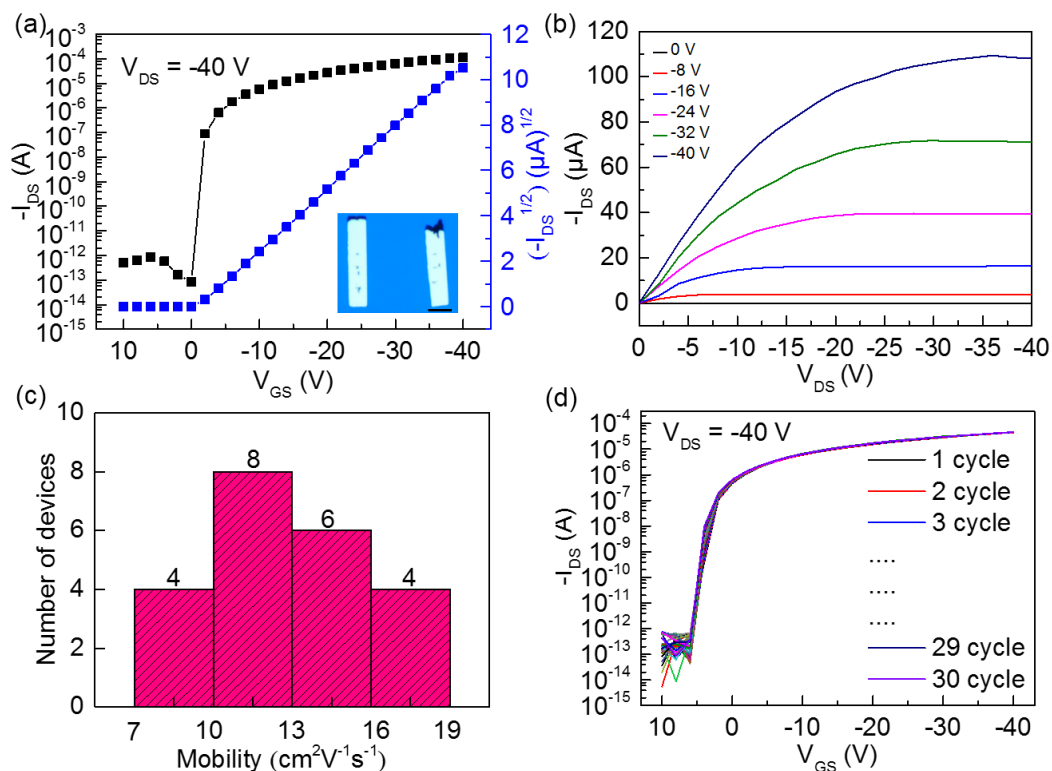 (a)
V_DS = -40 V
-I_DS (A)
10^-3
10^-4
10^-5
10^-6
10^-7
10^-8
10^-9
10^-10
10^-11
10^-12
10^-13
10^-14
10^-15
12
10
8
6
4
2
0
(-I_DS^1/2) (μA)^1/2
10 0 -10 -20 -30 -40
V_GS (V)
(b)
-I_DS (μA)
120
100
80
60
40
20
0
0 V
-8 V
-16 V
-24 V
-32 V
-40 V
0 -5 -10 -15 -20 -25 -30 -35 -40
V_DS (V)
(c)
Number of devices
10
8
6
4
2
0
4 8 6 4
7 10 13 16 19
Mobility (cm²V⁻¹s⁻¹)
(d)
V_DS = -40 V
-I_DS (A)
10^-4
10^-5
10^-6
10^-7
10^-8
10^-9
10^-10
10^-11
10^-12
10^-13
10^-14
10^-15
1 cycle
2 cycle
3 cycle
....
....
....
29 cycle
30 cycle
10 0 -10 -20 -30 -40
V_GS (V)